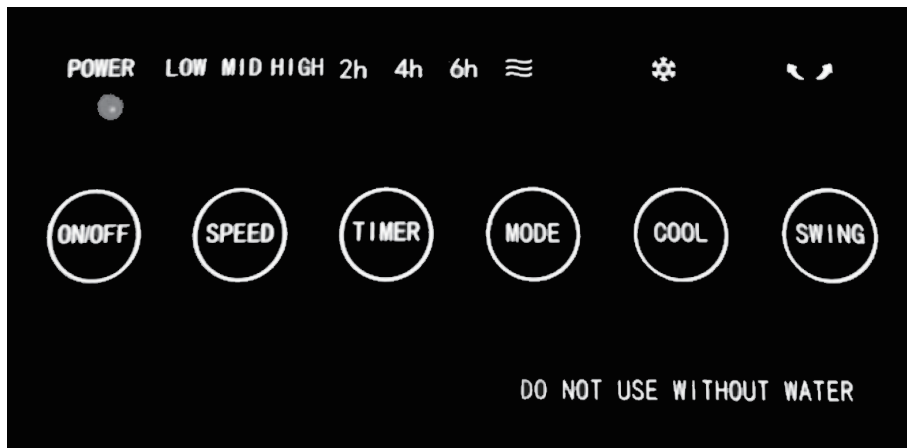 POWER LOW MID HIGH 2h 4h 6h
ON/OFF SPEED TIMER MODE COOL SWING
DO NOT USE WITHOUT WATER